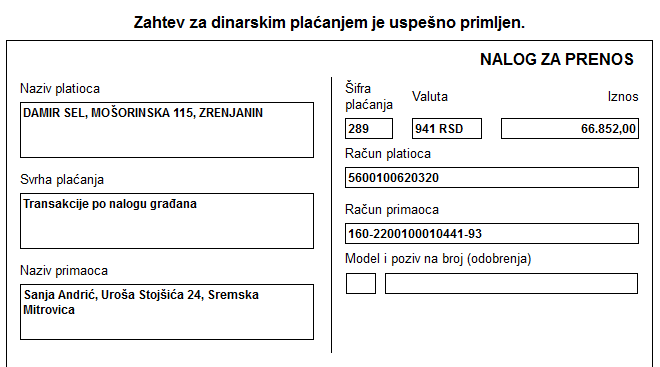 Zahtev za dinarskim plaćanjem je uspešno primljen.
NALOG ZA PRENOS
Naziv platioca
DAMIR SEL, MOŠORINSKA 115, ZRENJANIN
Svrha plaćanja
Transakcije po nalogu građana
Naziv primaoca
Sanja Andrić, Uroša Stojšića 24, Sremska
Mitrovica
Šifra
plaćanja
Valuta
Iznos
289
941 RSD
66.852,00
Račun platioca
5600100620320
Račun primaoca
160-2200100010441-93
Model i poziv na broj (odobrenja)